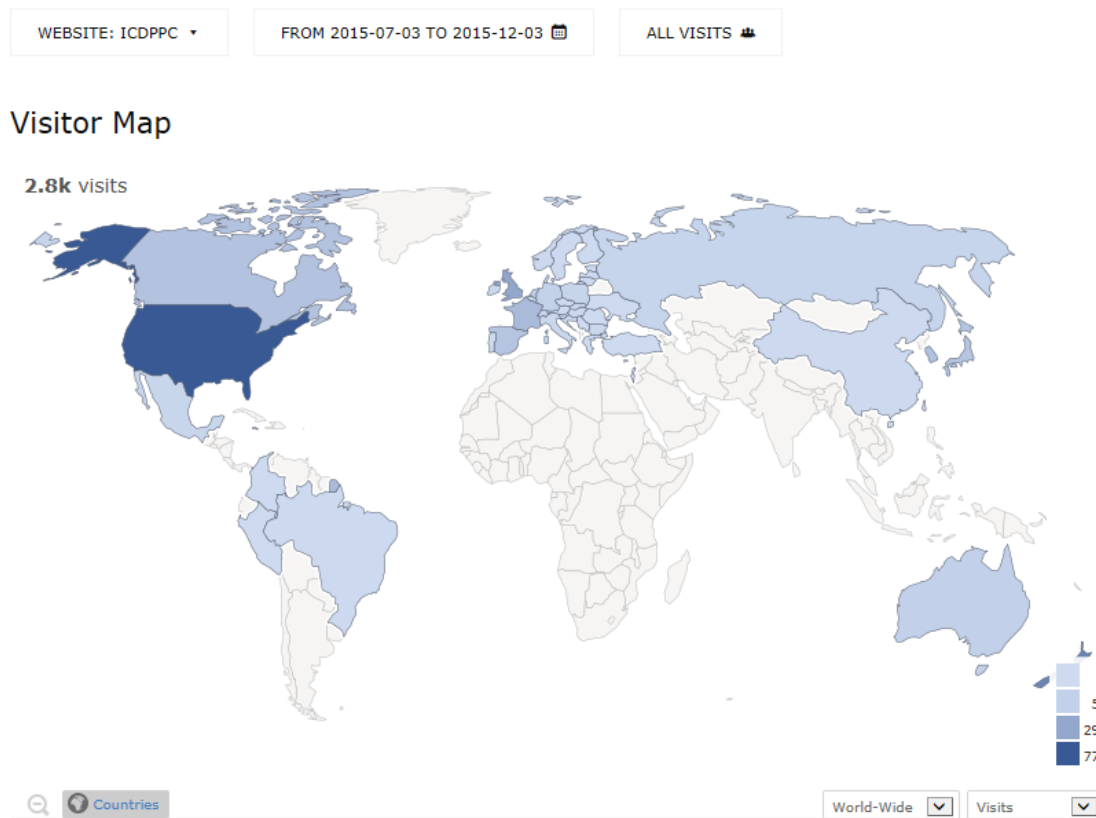 WEBSITE: ICDPPC
FROM 2015-07-03 TO 2015-12-03
ALL VISITS
Visitor Map
2.8k visits
5
29
77
Countries
World-Wide
Visits